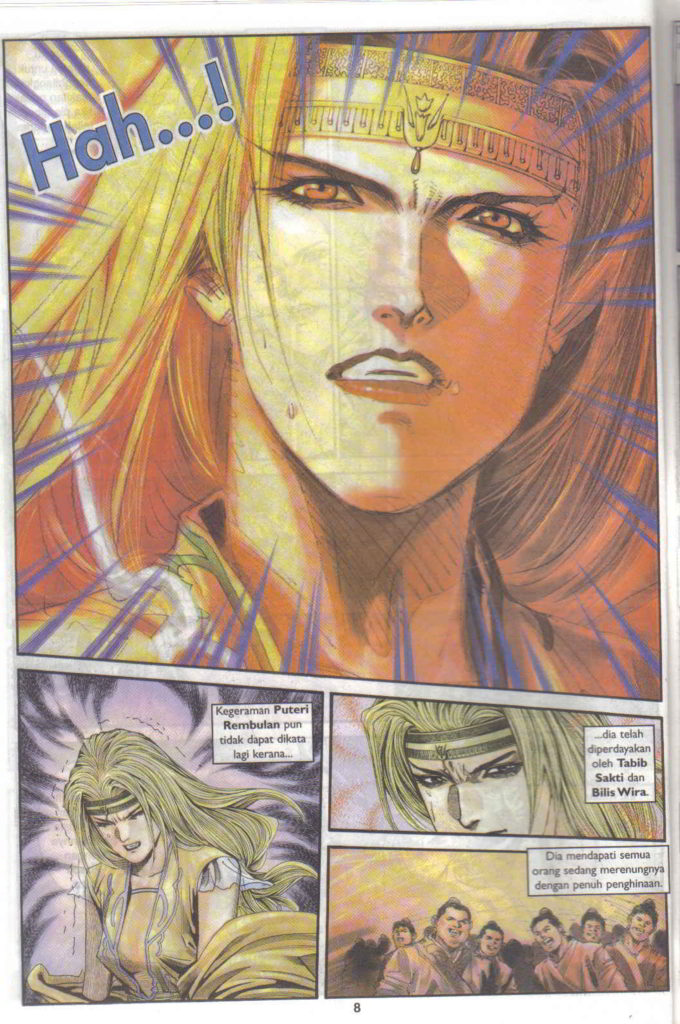 Hah...!
Kegeraman Puteri
Rembulan pun
tidak dapat dikata
lagi kerana...
...dia telah
diperdayakan
oleh Tabib
Sakti dan
Bilis Wira.
Dia mendapati semua
orang sedang merenungnya
dengan penuh penghinaan.
8